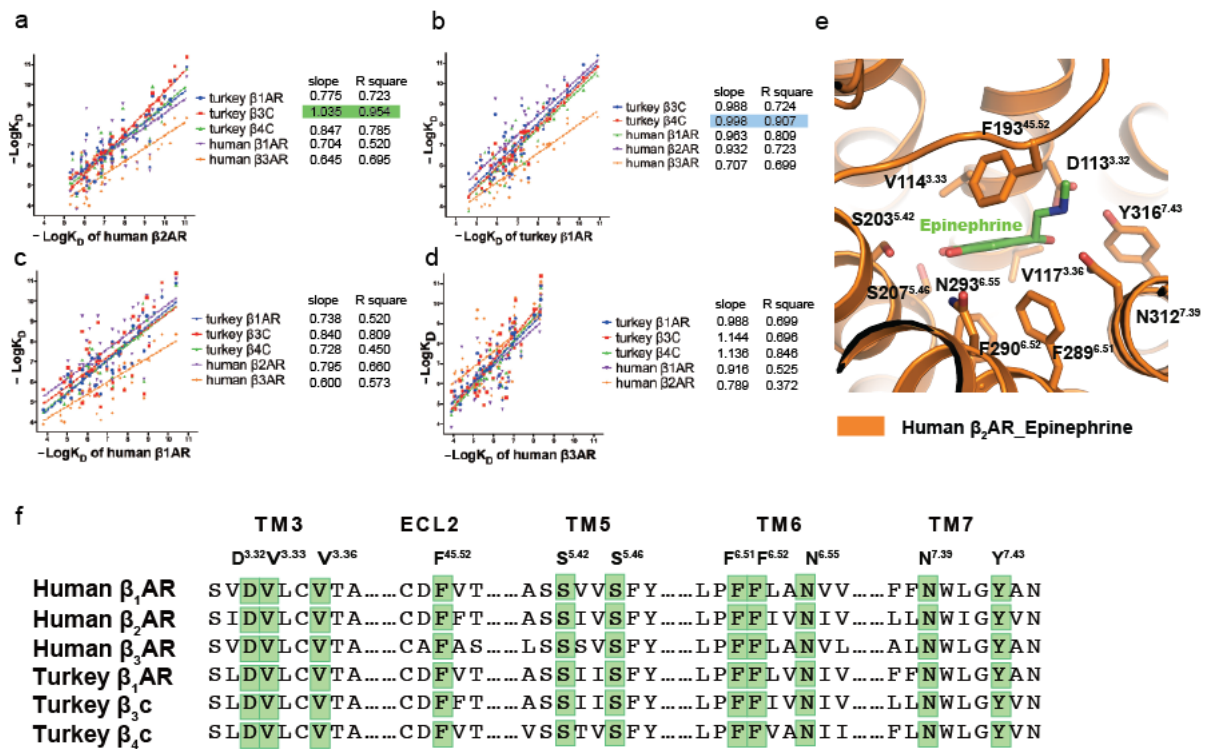 a
−LogK_D
slope R square
turkey β1AR 0.775 0.723
turkey β3C 1.035 0.954
turkey β4C 0.847 0.785
human β1AR 0.704 0.520
human β3AR 0.645 0.695
−LogK_D of human β2AR
b
−LogK_D
slope R square
turkey β3C 0.988 0.724
turkey β4C 0.998 0.907
human β1AR 0.963 0.809
human β2AR 0.932 0.723
human β3AR 0.707 0.699
−LogK_D of turkey β1AR
c
−LogK_D
slope R square
turkey β1AR 0.738 0.520
turkey β3C 0.840 0.809
turkey β4C 0.728 0.450
human β2AR 0.795 0.660
human β3AR 0.600 0.573
−LogK_D of human β1AR
d
−LogK_D
slope R square
turkey β1AR 0.988 0.699
turkey β3C 1.144 0.696
turkey β4C 1.136 0.846
human β1AR 0.916 0.525
human β2AR 0.789 0.372
−LogK_D of human β3AR
e
F193^45.52
D113^3.32
V114^3.33
S203^5.42
Epinephrine
Y316^7.43
V117^3.36
S207^5.46
N293^6.55
N312^7.39
F290^6.52
F289^6.51
Human β₂AR_Epinephrine
f
TM3 ECL2 TM5 TM6 TM7
D^3.32 V^3.33 V^3.36 F^45.52 S^5.42 S^5.46 F^6.51 F^6.52 N^6.55 N^7.39 Y^7.43
Human β₁AR SVDVLCVTA......CDFVTS......ASSVVSFY......LPFFLANVV......FFNWLGYAN
Human β₂AR SIDVLCVTA......CDFFT......ASSIVSFY......LPFFIVNIV......LLNWIGYVN
Human β₃AR SVDVLCVTA......CAFAS......LSSSVSFY......LPFFLANVL......ALNWLGYAN
Turkey β₁AR SLDVLCVTA......CDFVT......ASSIISFY......LPFFLVNIV......FFNWLGYVN
Turkey β₃c SLDVLCVTA......CDFFT......ASSIISFY......LPFFIVNIV......LLNWLGYVN
Turkey β₄c SLDVLCVTA......CDFVT......VSSTVSFY......LPFFVANII......FFNWLGYVN